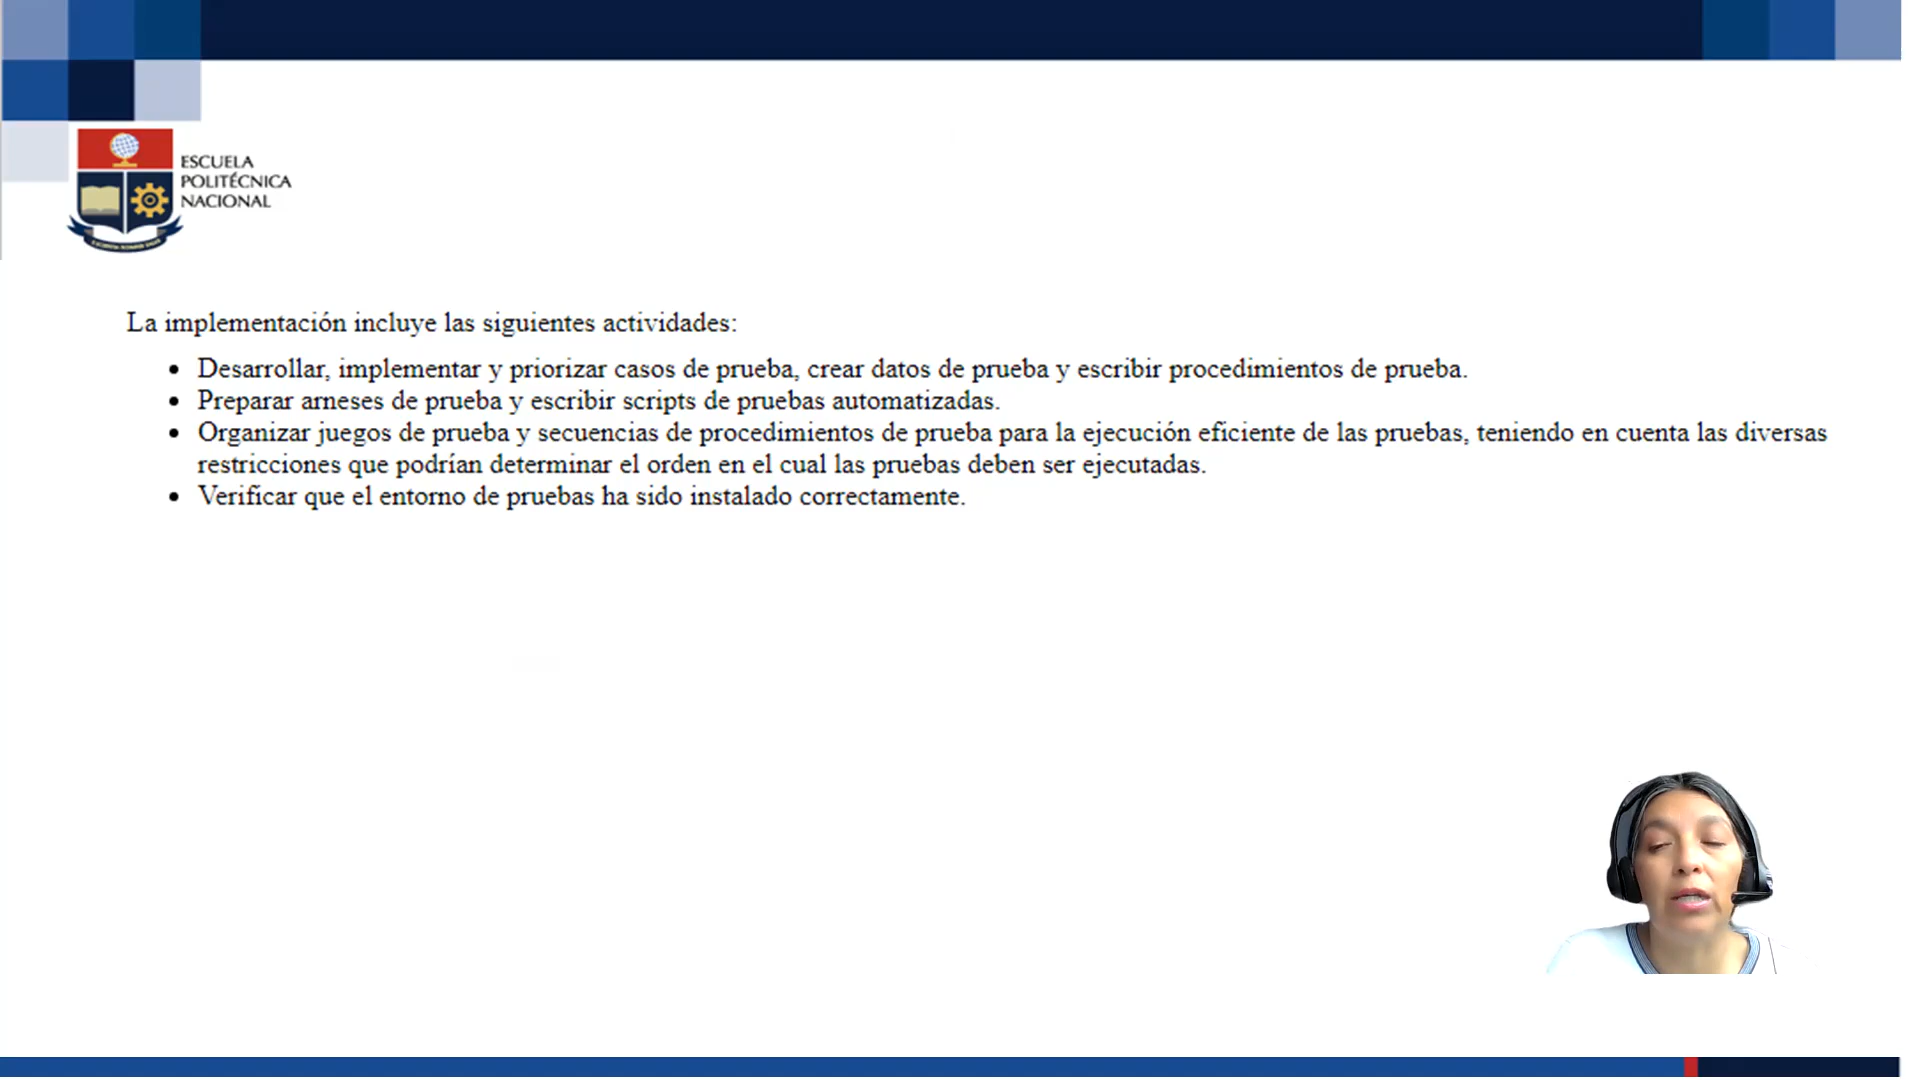 ESCUELA
POLITÉCNICA
NACIONAL
La implementación incluye las siguientes actividades:
• Desarrollar, implementar y priorizar casos de prueba, crear datos de prueba y escribir procedimientos de prueba.
• Preparar arneses de prueba y escribir scripts de pruebas automatizadas.
• Organizar juegos de prueba y secuencias de procedimientos de prueba para la ejecución eficiente de las pruebas, teniendo en cuenta las diversas
restricciones que podrían determinar el orden en el cual las pruebas deben ser ejecutadas.
• Verificar que el entorno de pruebas ha sido instalado correctamente.